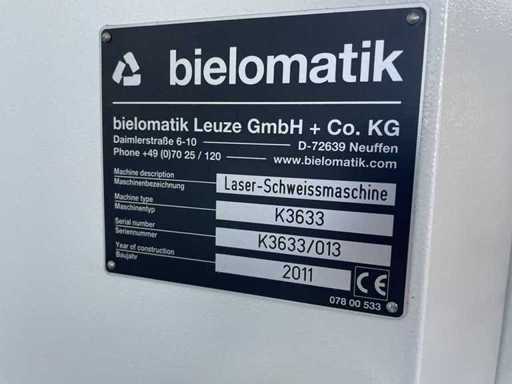 bielomatik
bielomatik Leuze GmbH + Co. KG
Daimlerstraße 6-10 D-72639 Neuffen
Phone +49 (0)70 25 / 120 www.bielomatik.com
Machine description
Maschinenbezeichnung
Laser-Schweissmaschine
Machine type
Maschinentyp
K3633
Serial number
Seriennummer
K3633/013
Year of construction
Baujahr
2011
CE
078 00 533